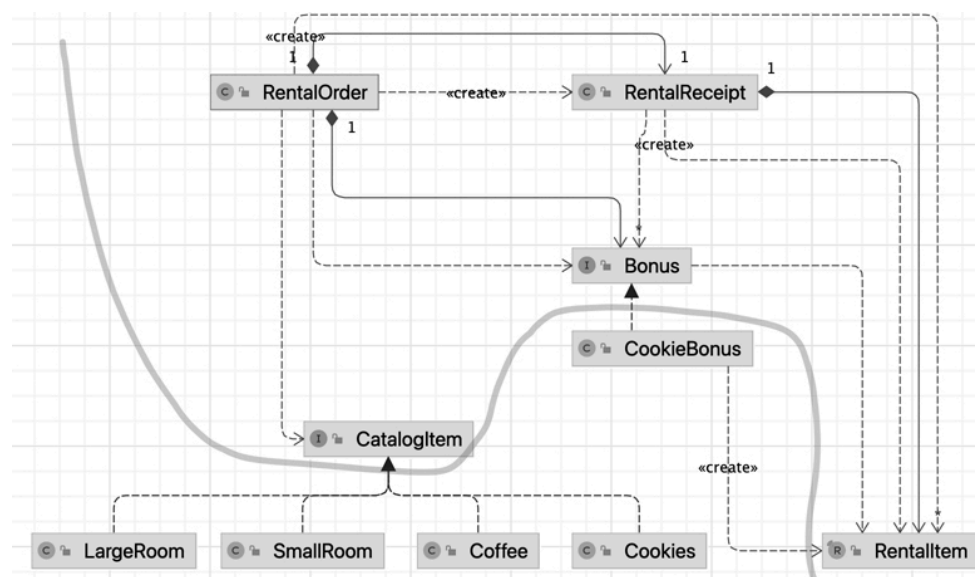 «create»
1
1
C RentalOrder
«create»
C RentalReceipt
1
1
«create»
I Bonus
C CookieBonus
I CatalogItem
«create»
C LargeRoom
C SmallRoom
C Coffee
C Cookies
R RentalItem